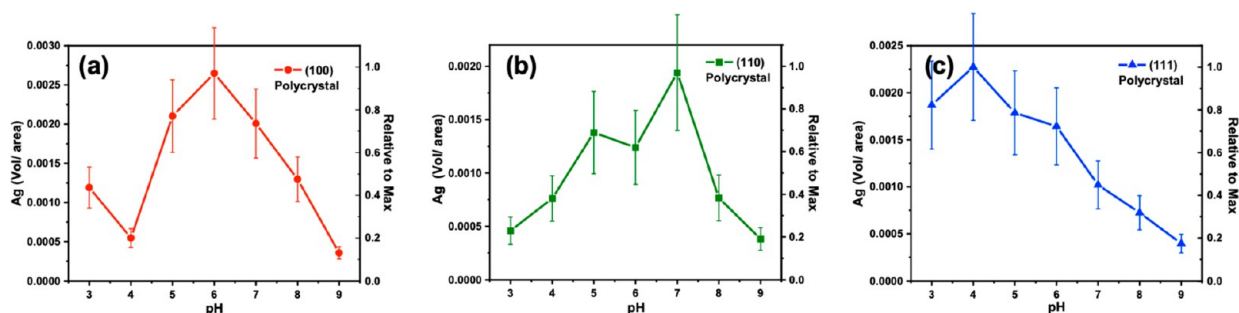 (a)
(100)
Polycrystal
Ag (Vol/ area)
0.0030
0.0025
0.0020
0.0015
0.0010
0.0005
0.0000
1.0
0.8
0.6
0.4
0.2
0.0
Relative to Max
3 4 5 6 7 8 9
pH
(b)
(110)
Polycrystal
Ag (Vol/ area)
0.0020
0.0015
0.0010
0.0005
0.0000
1.0
0.8
0.6
0.4
0.2
0.0
Relative to Max
3 4 5 6 7 8 9
pH
(c)
(111)
Polycrystal
Ag (Vol/ area)
0.0025
0.0020
0.0015
0.0010
0.0005
0.0000
1.0
0.8
0.6
0.4
0.2
0.0
Relative to Max
3 4 5 6 7 8 9
pH